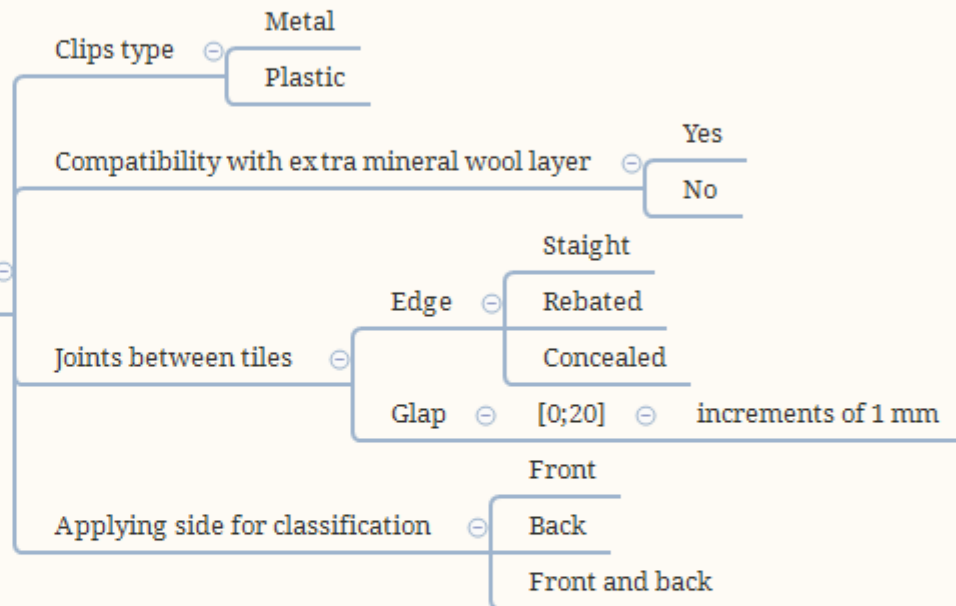 Clips type
Metal
Plastic
Compatibility with extra mineral wool layer
Yes
No
Joints between tiles
Edge
Staight
Rebated
Concealed
Glap
[0;20]
increments of 1 mm
Applying side for classification
Front
Back
Front and back